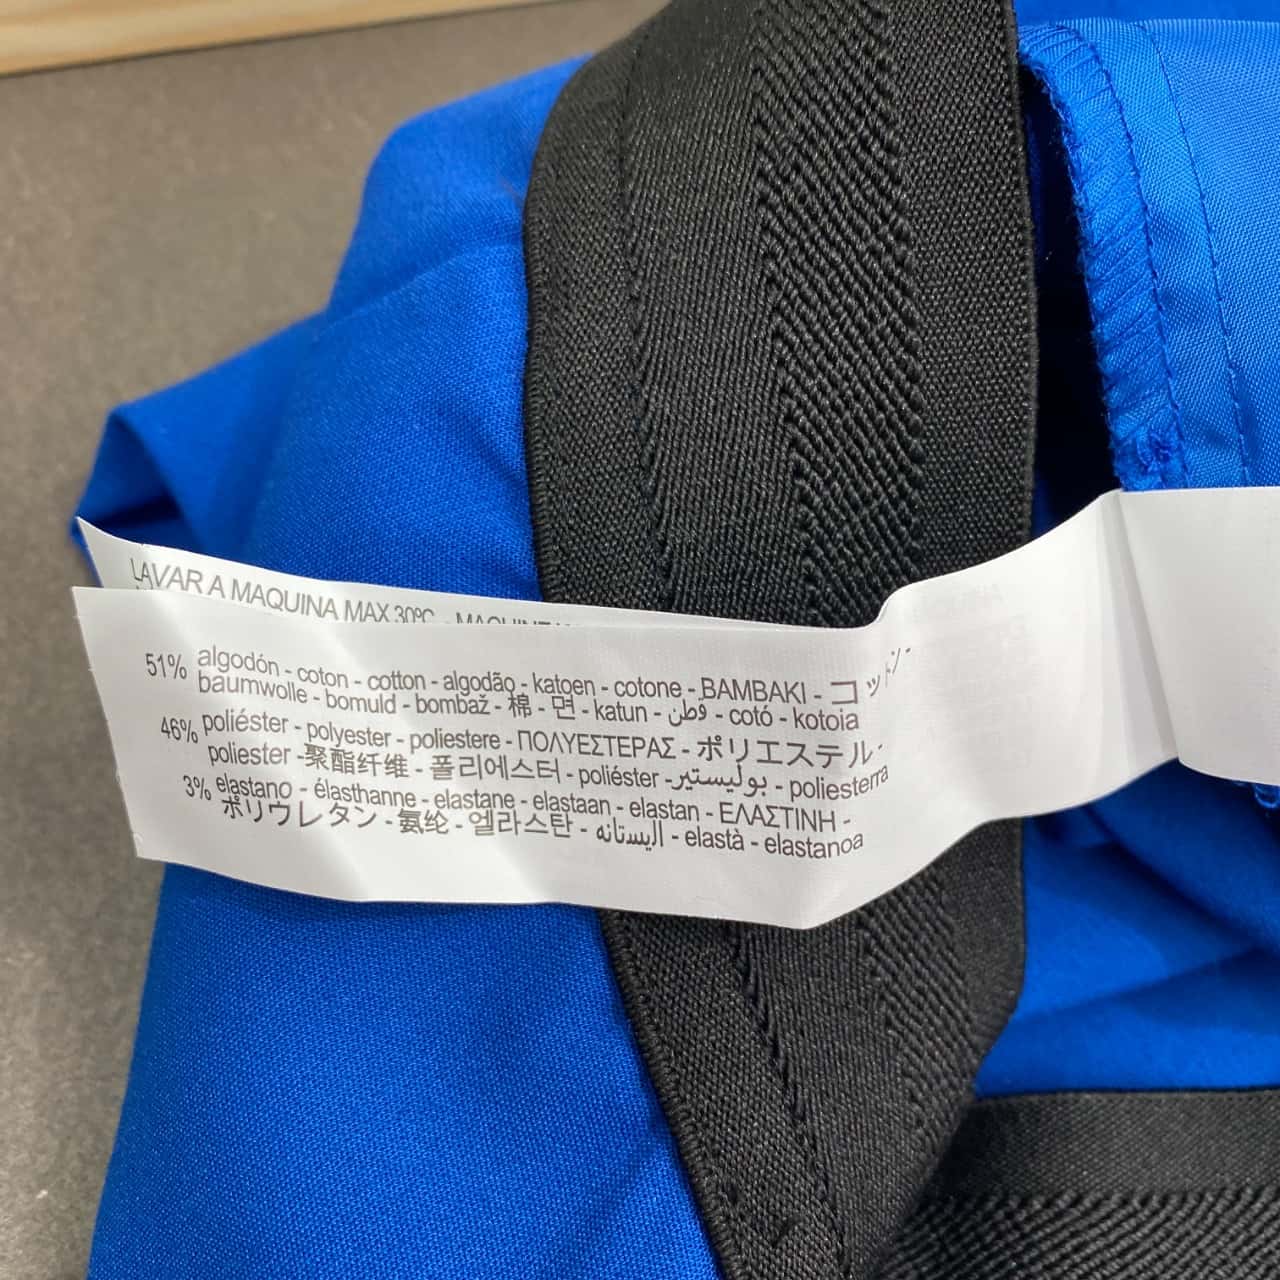 LAVAR A MAQUINA MAX 30ºC -
51% algodón - coton - cotton - algodão - katoen - cotone - BAMBAKI - コットン -
baumwolle - bomuld - bombaž - 棉 - 면 - katun - قطن - cotó - kotoia
46% poliéster - polyester - poliestere - ΠΟΛΥΕΣΤΕΡΑΣ - ポリエステル -
poliester -聚酯纤维 - 폴리에스터 - poliéster - بوليستير - poliesterra
3% elastano - élasthanne - elastane - elastaan - elastan - ΕΛΑΣΤΙΝΗ -
ポリウレタン - 氨纶 - 엘라스탄 - اليستانه - elastà - elastanoa